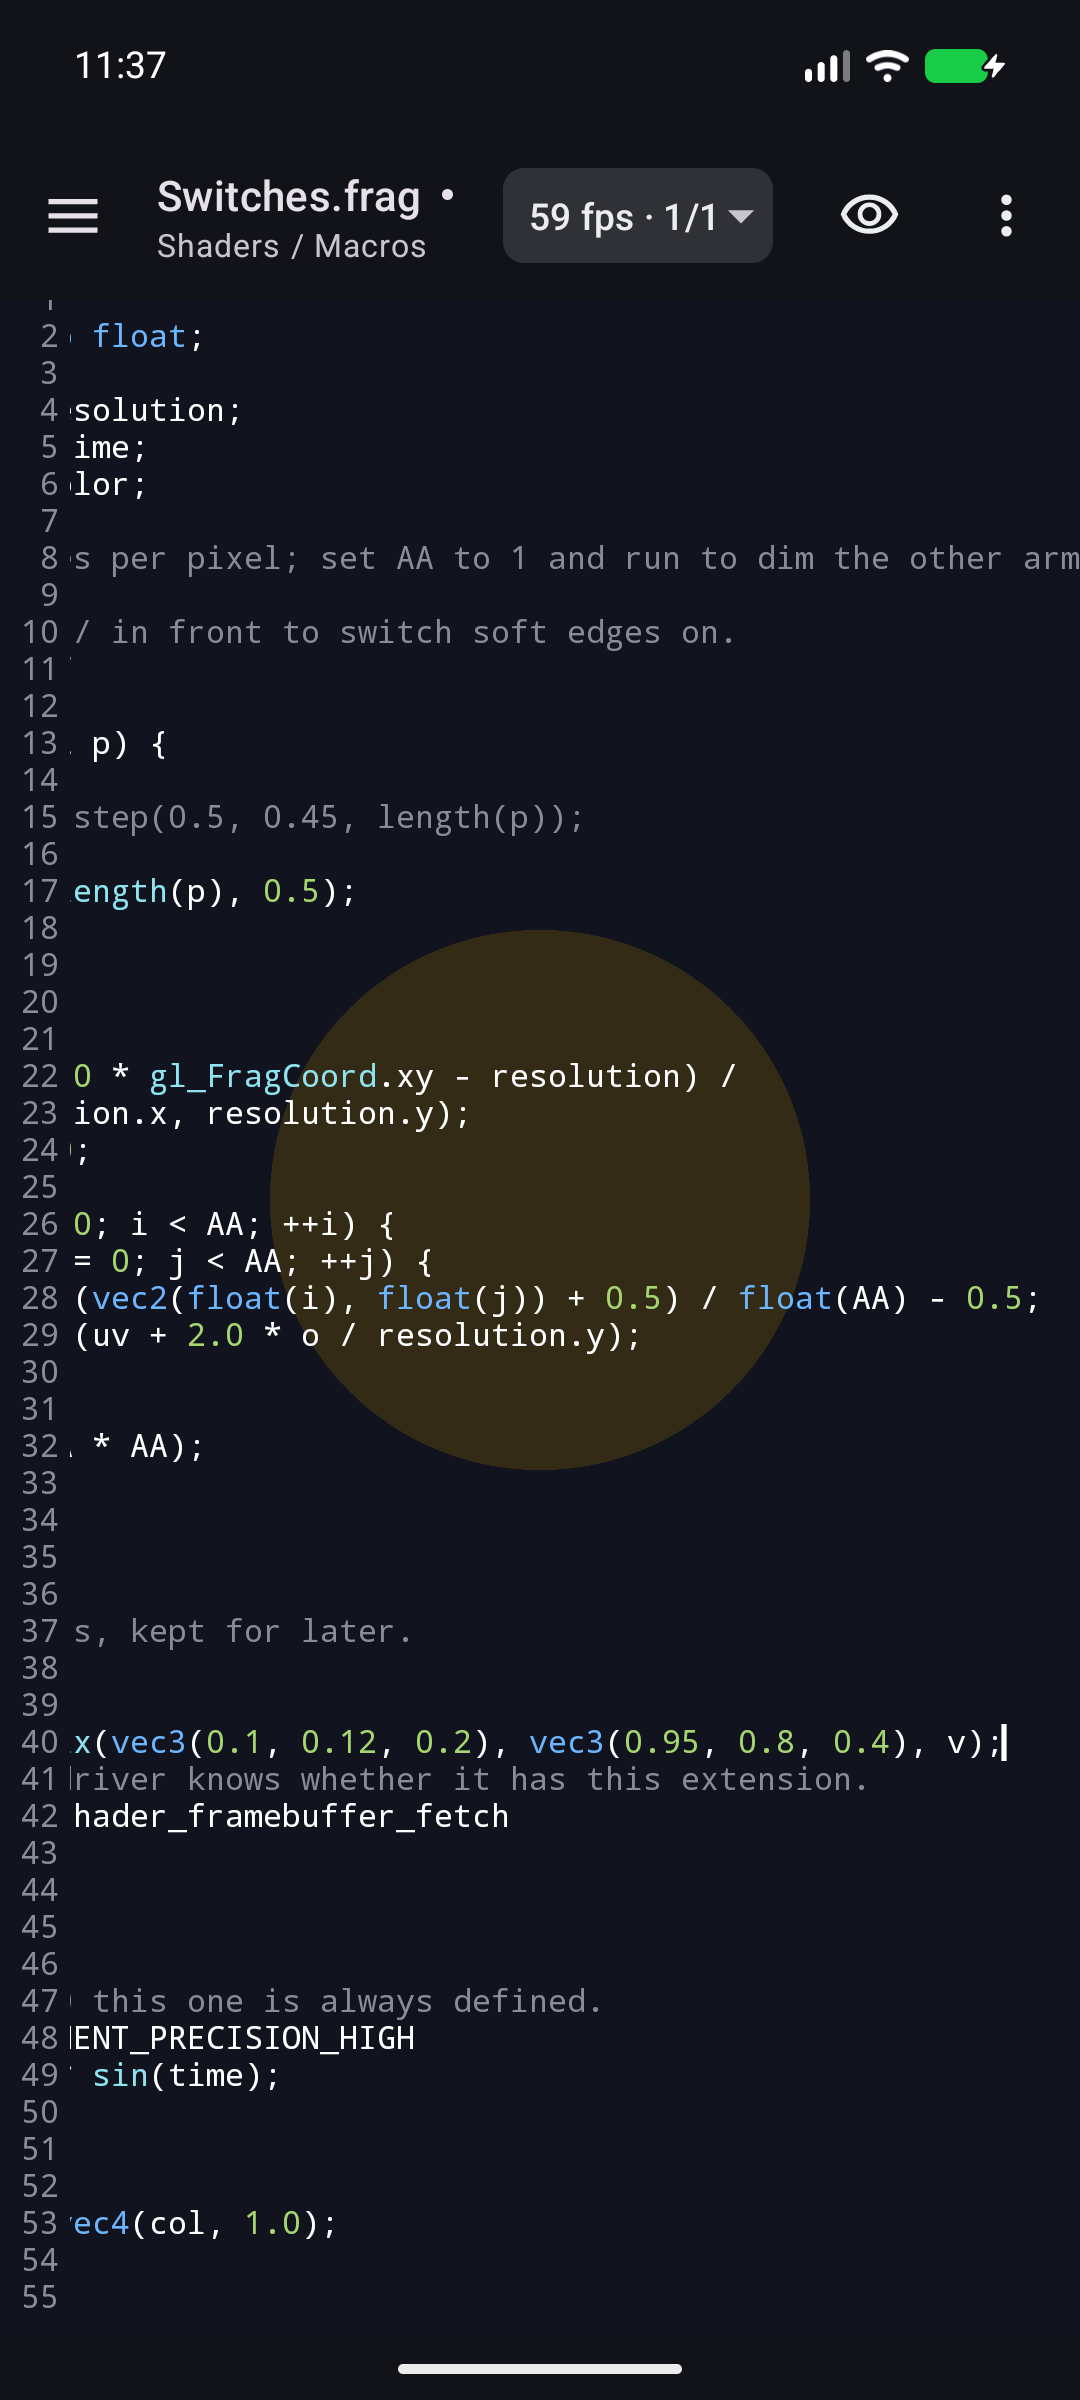 11:37
Switches.frag •
Shaders / Macros
59 fps · 1/1
1
2 float;
3
4 solution;
5 ime;
6 lor;
7
8 s per pixel; set AA to 1 and run to dim the other arm
9
10 / in front to switch soft edges on.
11
12
13 p) {
14
15 step(0.5, 0.45, length(p));
16
17 ength(p), 0.5);
18
19
20
21
22 0 * gl_FragCoord.xy - resolution) /
23 ion.x, resolution.y);
24 ;
25
26 0; i < AA; ++i) {
27 = 0; j < AA; ++j) {
28 (vec2(float(i), float(j)) + 0.5) / float(AA) - 0.5;
29 (uv + 2.0 * o / resolution.y);
30
31
32 * AA);
33
34
35
36
37 s, kept for later.
38
39
40 x(vec3(0.1, 0.12, 0.2), vec3(0.95, 0.8, 0.4), v);
41 river knows whether it has this extension.
42 hader_framebuffer_fetch
43
44
45
46
47 this one is always defined.
48 ENT_PRECISION_HIGH
49 sin(time);
50
51
52
53 ec4(col, 1.0);
54
55